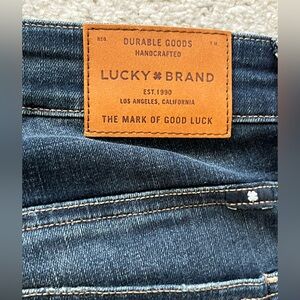 REG. DURABLE GOODS T.M.
HANDCRAFTED
LUCKY BRAND
EST. 1990
LOS ANGELES, CALIFORNIA
THE MARK OF GOOD LUCK